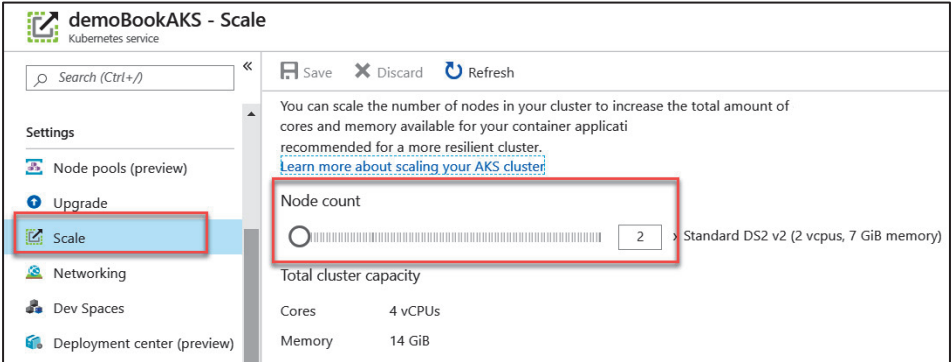 demoBookAKS - Scale
Kubernetes service
Search (Ctrl+/)
«
Settings
Node pools (preview)
Upgrade
Scale
Networking
Dev Spaces
Deployment center (preview)
Save Discard Refresh
You can scale the number of nodes in your cluster to increase the total amount of
cores and memory available for your container applicati
recommended for a more resilient cluster.
Learn more about scaling your AKS cluster
Node count
2 x Standard DS2 v2 (2 vcpus, 7 GiB memory)
Total cluster capacity
Cores 4 vCPUs
Memory 14 GiB